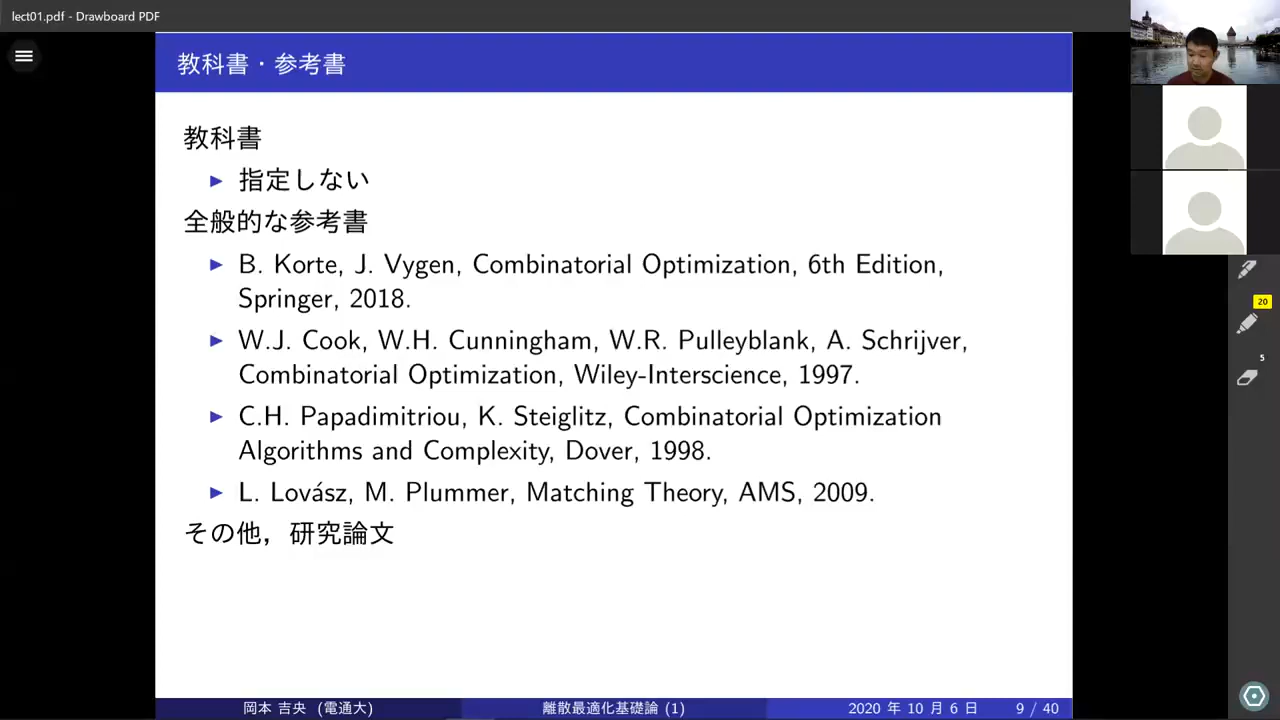 lect01.pdf - Drawboard PDF
教科書・参考書
教科書
▶ 指定しない
全般的な参考書
▶ B. Korte, J. Vygen, Combinatorial Optimization, 6th Edition,
Springer, 2018.
▶ W.J. Cook, W.H. Cunningham, W.R. Pulleyblank, A. Schrijver,
Combinatorial Optimization, Wiley-Interscience, 1997.
▶ C.H. Papadimitriou, K. Steiglitz, Combinatorial Optimization
Algorithms and Complexity, Dover, 1998.
▶ L. Lovász, M. Plummer, Matching Theory, AMS, 2009.
その他，研究論文
20
5
岡本 吉央 (電通大) 離散最適化基礎論 (1) 2020 年 10 月 6 日 9 / 40